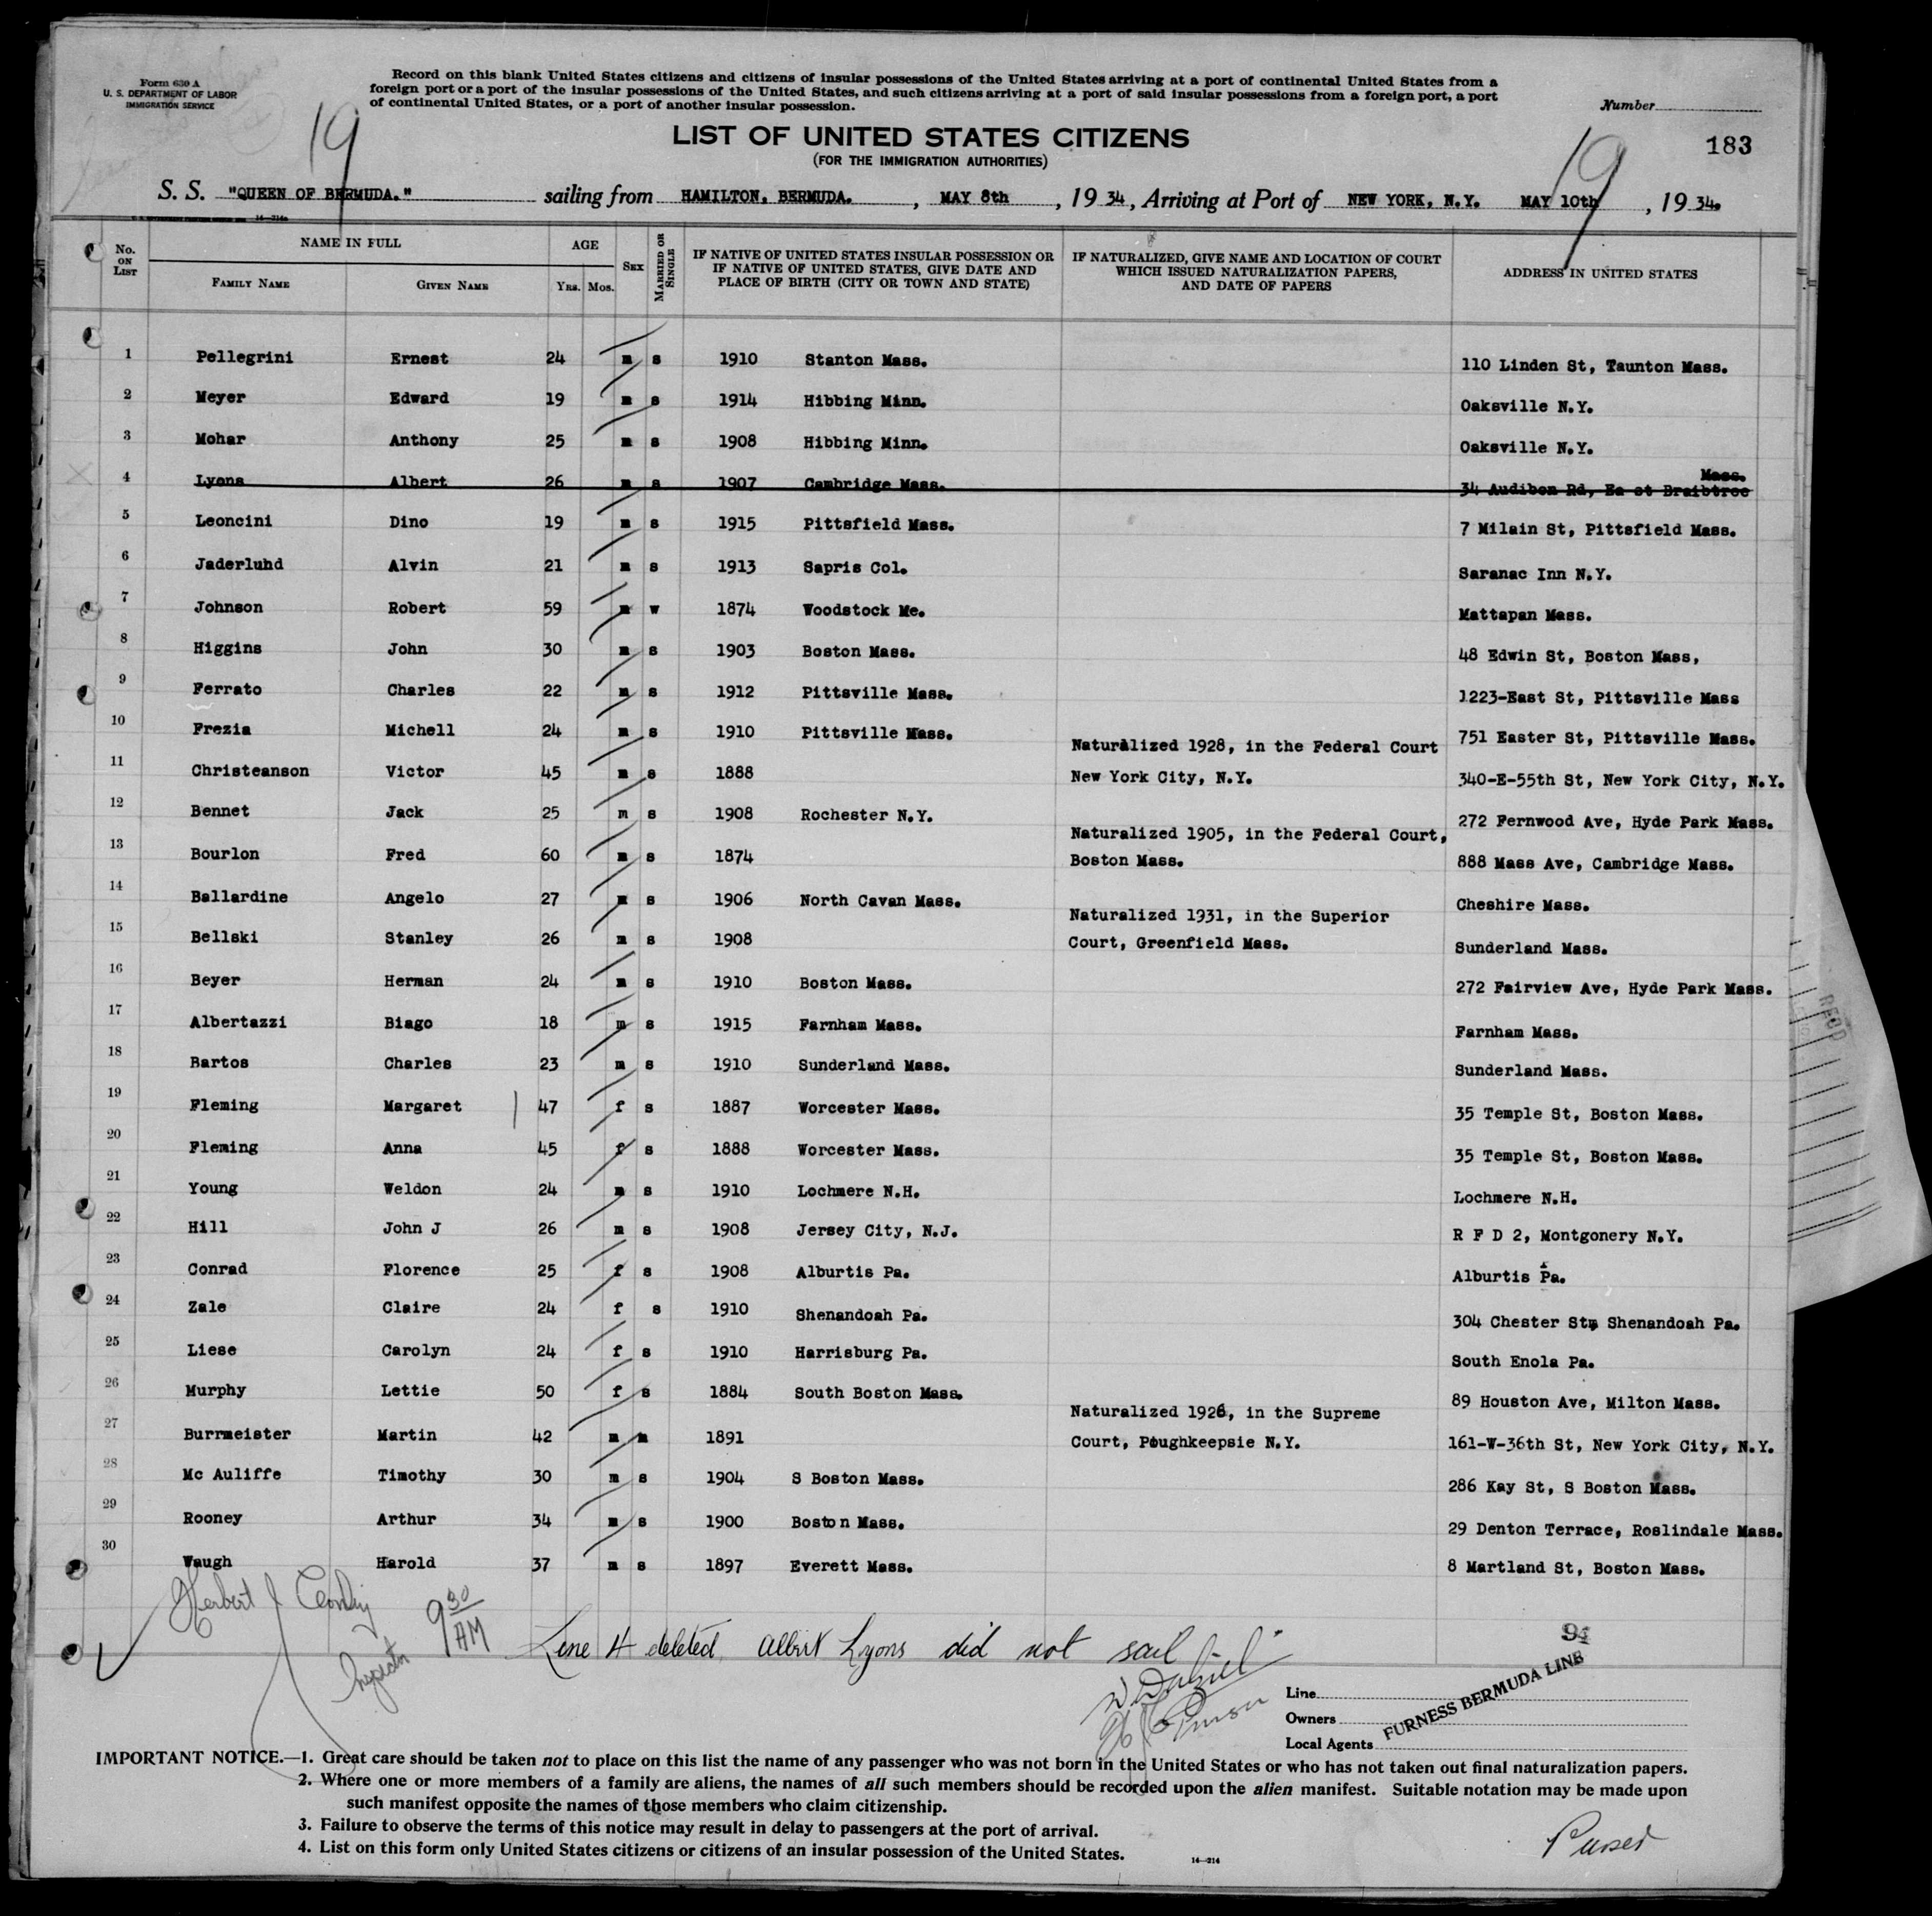 Form 630 A
U. S. DEPARTMENT OF LABOR
IMMIGRATION SERVICE
Record on this blank United States citizens and citizens of insular possessions of the United States arriving at a port of continental United States from a
foreign port or a port of the insular possessions of the United States, and such citizens arriving at a port of said insular possessions from a foreign port, a port
of continental United States, or a port of another insular possession.
Number
19
19
183
LIST OF UNITED STATES CITIZENS
(FOR THE IMMIGRATION AUTHORITIES)
S. S. "QUEEN OF BERMUDA." sailing from HAMILTON, BERMUDA. , MAY 8th , 19 34, Arriving at Port of NEW YORK, N.Y. MAY 10th , 19 34.
No. ON LIST
NAME IN FULL
FAMILY NAME
GIVEN NAME
AGE
YRS. MOS.
SEX
MARRIED OR SINGLE
IF NATIVE OF UNITED STATES INSULAR POSSESSION OR
IF NATIVE OF UNITED STATES, GIVE DATE AND
PLACE OF BIRTH (CITY OR TOWN AND STATE)
IF NATURALIZED, GIVE NAME AND LOCATION OF COURT
WHICH ISSUED NATURALIZATION PAPERS,
AND DATE OF PAPERS
ADDRESS IN UNITED STATES
1 Pellegrini Ernest 24 m s 1910 Stanton Mass. 110 Linden St, Taunton Mass.
2 Meyer Edward 19 m s 1914 Hibbing Minn. Oaksville N.Y.
3 Mohar Anthony 25 m s 1908 Hibbing Minn. Oaksville N.Y.
4 Lyons Albert 26 m s 1907 Cambridge Mass. 34 Audibon Rd, Ea st Braibtree Mass.
5 Leoncini Dino 19 m s 1915 Pittsfield Mass. 7 Milain St, Pittsfield Mass.
6 Jaderluhd Alvin 21 m s 1913 Sapris Col. Saranac Inn N.Y.
7 Johnson Robert 59 m w 1874 Woodstock Me. Mattapan Mass.
8 Higgins John 30 m s 1903 Boston Mass. 48 Edwin St, Boston Mass,
9 Ferrato Charles 22 m s 1912 Pittsville Mass. 1223-East St, Pittsville Mass
10 Frezia Michell 24 m s 1910 Pittsville Mass. 751 Easter St, Pittsville Mass.
11 Christeanson Victor 45 m s 1888 Naturalized 1928, in the Federal Court New York City, N.Y. 340-E-55th St, New York City, N.Y.
12 Bennet Jack 25 m s 1908 Rochester N.Y. 272 Fernwood Ave, Hyde Park Mass.
13 Bourlon Fred 60 m s 1874 Naturalized 1905, in the Federal Court, Boston Mass. 888 Mass Ave, Cambridge Mass.
14 Ballardine Angelo 27 m s 1906 North Cavan Mass. Cheshire Mass.
15 Bellski Stanley 26 m s 1908 Naturalized 1931, in the Superior Court, Greenfield Mass. Sunderland Mass.
16 Beyer Herman 24 m s 1910 Boston Mass. 272 Fairview Ave, Hyde Park Mass.
17 Albertazzi Biago 18 m s 1915 Farnham Mass. Farnham Mass.
18 Bartos Charles 23 m s 1910 Sunderland Mass. Sunderland Mass.
19 Fleming Margaret 47 f s 1887 Worcester Mass. 35 Temple St, Boston Mass.
20 Fleming Anna 45 f s 1888 Worcester Mass. 35 Temple St, Boston Mass.
21 Young Weldon 24 m s 1910 Lochmere N.H. Lochmere N.H.
22 Hill John J 26 m s 1908 Jersey City, N.J. R F D 2, Montgonery N.Y.
23 Conrad Florence 25 f s 1908 Alburtis Pa. Alburtis Pa.
24 Zale Claire 24 f s 1910 Shenandoah Pa. 304 Chester St, Shenandoah Pa.
25 Liese Carolyn 24 f s 1910 Harrisburg Pa. South Enola Pa.
26 Murphy Lettie 50 f s 1884 South Boston Mass. 89 Houston Ave, Milton Mass.
27 Burrmeister Martin 42 m m 1891 Naturalized 1926, in the Supreme Court, Poughkeepsie N.Y. 161-W-36th St, New York City, N.Y.
28 Mc Auliffe Timothy 30 m s 1904 S Boston Mass. 286 Kay St, S Boston Mass.
29 Rooney Arthur 34 m s 1900 Boston Mass. 29 Denton Terrace, Roslindale Mass.
30 Waugh Harold 37 m s 1897 Everett Mass. 8 Martland St, Boston Mass.
Herbert J
Inspector
9 30 AM
Line 4 deleted Albert Lyons did not sail
Line
Owners
Local Agents
FURNESS BERMUDA LINE
Purser
IMPORTANT NOTICE.—1. Great care should be taken not to place on this list the name of any passenger who was not born in the United States or who has not taken out final naturalization papers.
2. Where one or more members of a family are aliens, the names of all such members should be recorded upon the alien manifest. Suitable notation may be made upon
such manifest opposite the names of those members who claim citizenship.
3. Failure to observe the terms of this notice may result in delay to passengers at the port of arrival.
4. List on this form only United States citizens or citizens of an insular possession of the United States.
14—214
Purser